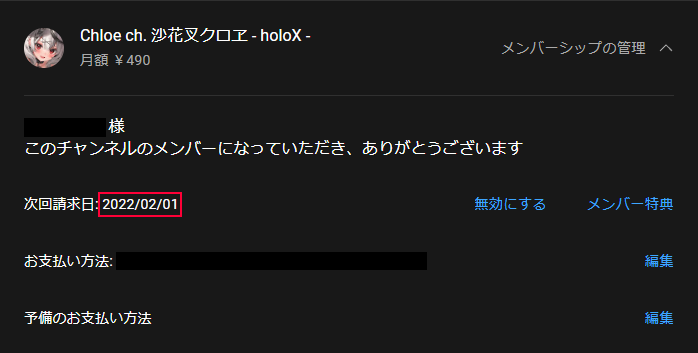 Chloe ch. 沙花叉クロヱ - holoX -
月額 ￥490
メンバーシップの管理
様
このチャンネルのメンバーになっていただき、ありがとうございます
次回請求日: 2022/02/01
無効にする
メンバー特典
お支払い方法:
編集
予備のお支払い方法
編集